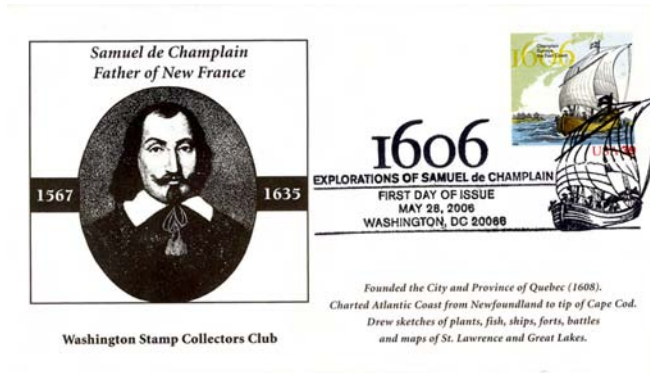 Samuel de Champlain
Father of New France
1567
1635
Washington Stamp Collectors Club
1606
Champlain
1606
EXPLORATIONS OF SAMUEL de CHAMPLAIN
FIRST DAY OF ISSUE
MAY 28, 2006
WASHINGTON, DC 20066
Founded the City and Province of Quebec (1608).
Charted Atlantic Coast from Newfoundland to tip of Cape Cod.
Drew sketches of plants, fish, ships, forts, battles
and maps of St. Lawrence and Great Lakes.